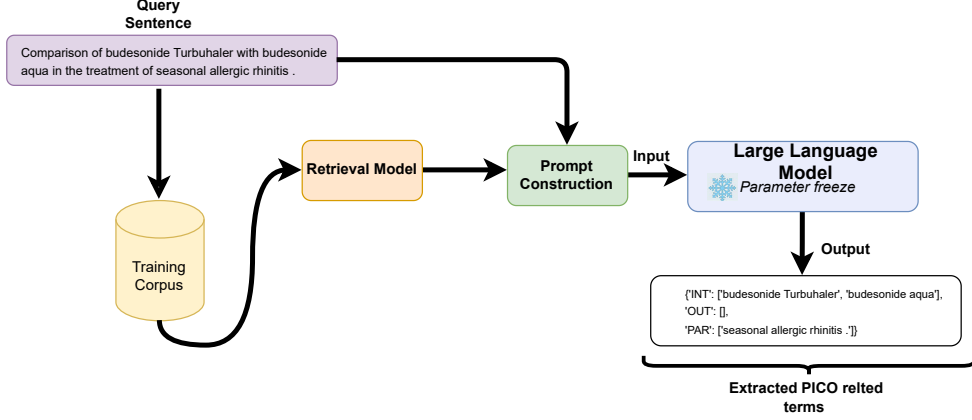 Query
Sentence
Comparison of budesonide Turbuhaler with budesonide
aqua in the treatment of seasonal allergic rhinitis .
Retrieval Model
Prompt
Construction
Input
Large Language
Model
Parameter freeze
Training
Corpus
Output
{'INT': ['budesonide Turbuhaler', 'budesonide aqua'],
'OUT': [],
'PAR': ['seasonal allergic rhinitis .']}
Extracted PICO relted
terms